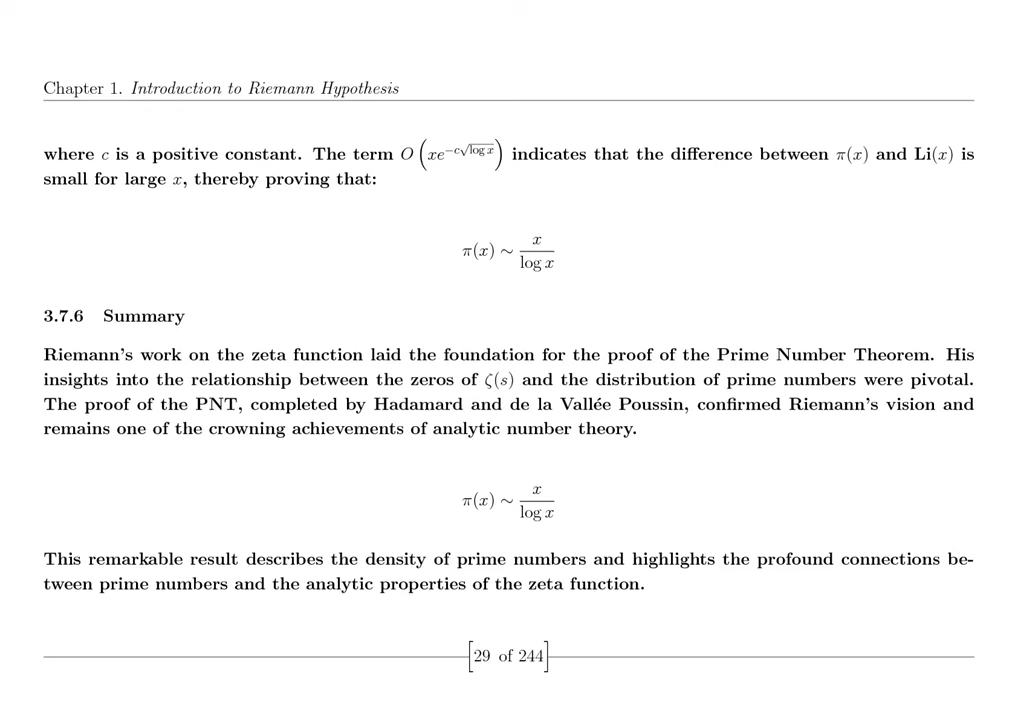 Chapter 1. Introduction to Riemann Hypothesis
where c is a positive constant. The term O(xe^{−c√log x}) indicates that the difference between π(x) and Li(x) is
small for large x, thereby proving that:
π(x) ∼ x / log x
3.7.6 Summary
Riemann's work on the zeta function laid the foundation for the proof of the Prime Number Theorem. His
insights into the relationship between the zeros of ζ(s) and the distribution of prime numbers were pivotal.
The proof of the PNT, completed by Hadamard and de la Vallée Poussin, confirmed Riemann's vision and
remains one of the crowning achievements of analytic number theory.
π(x) ∼ x / log x
This remarkable result describes the density of prime numbers and highlights the profound connections be-
tween prime numbers and the analytic properties of the zeta function.
[29 of 244]